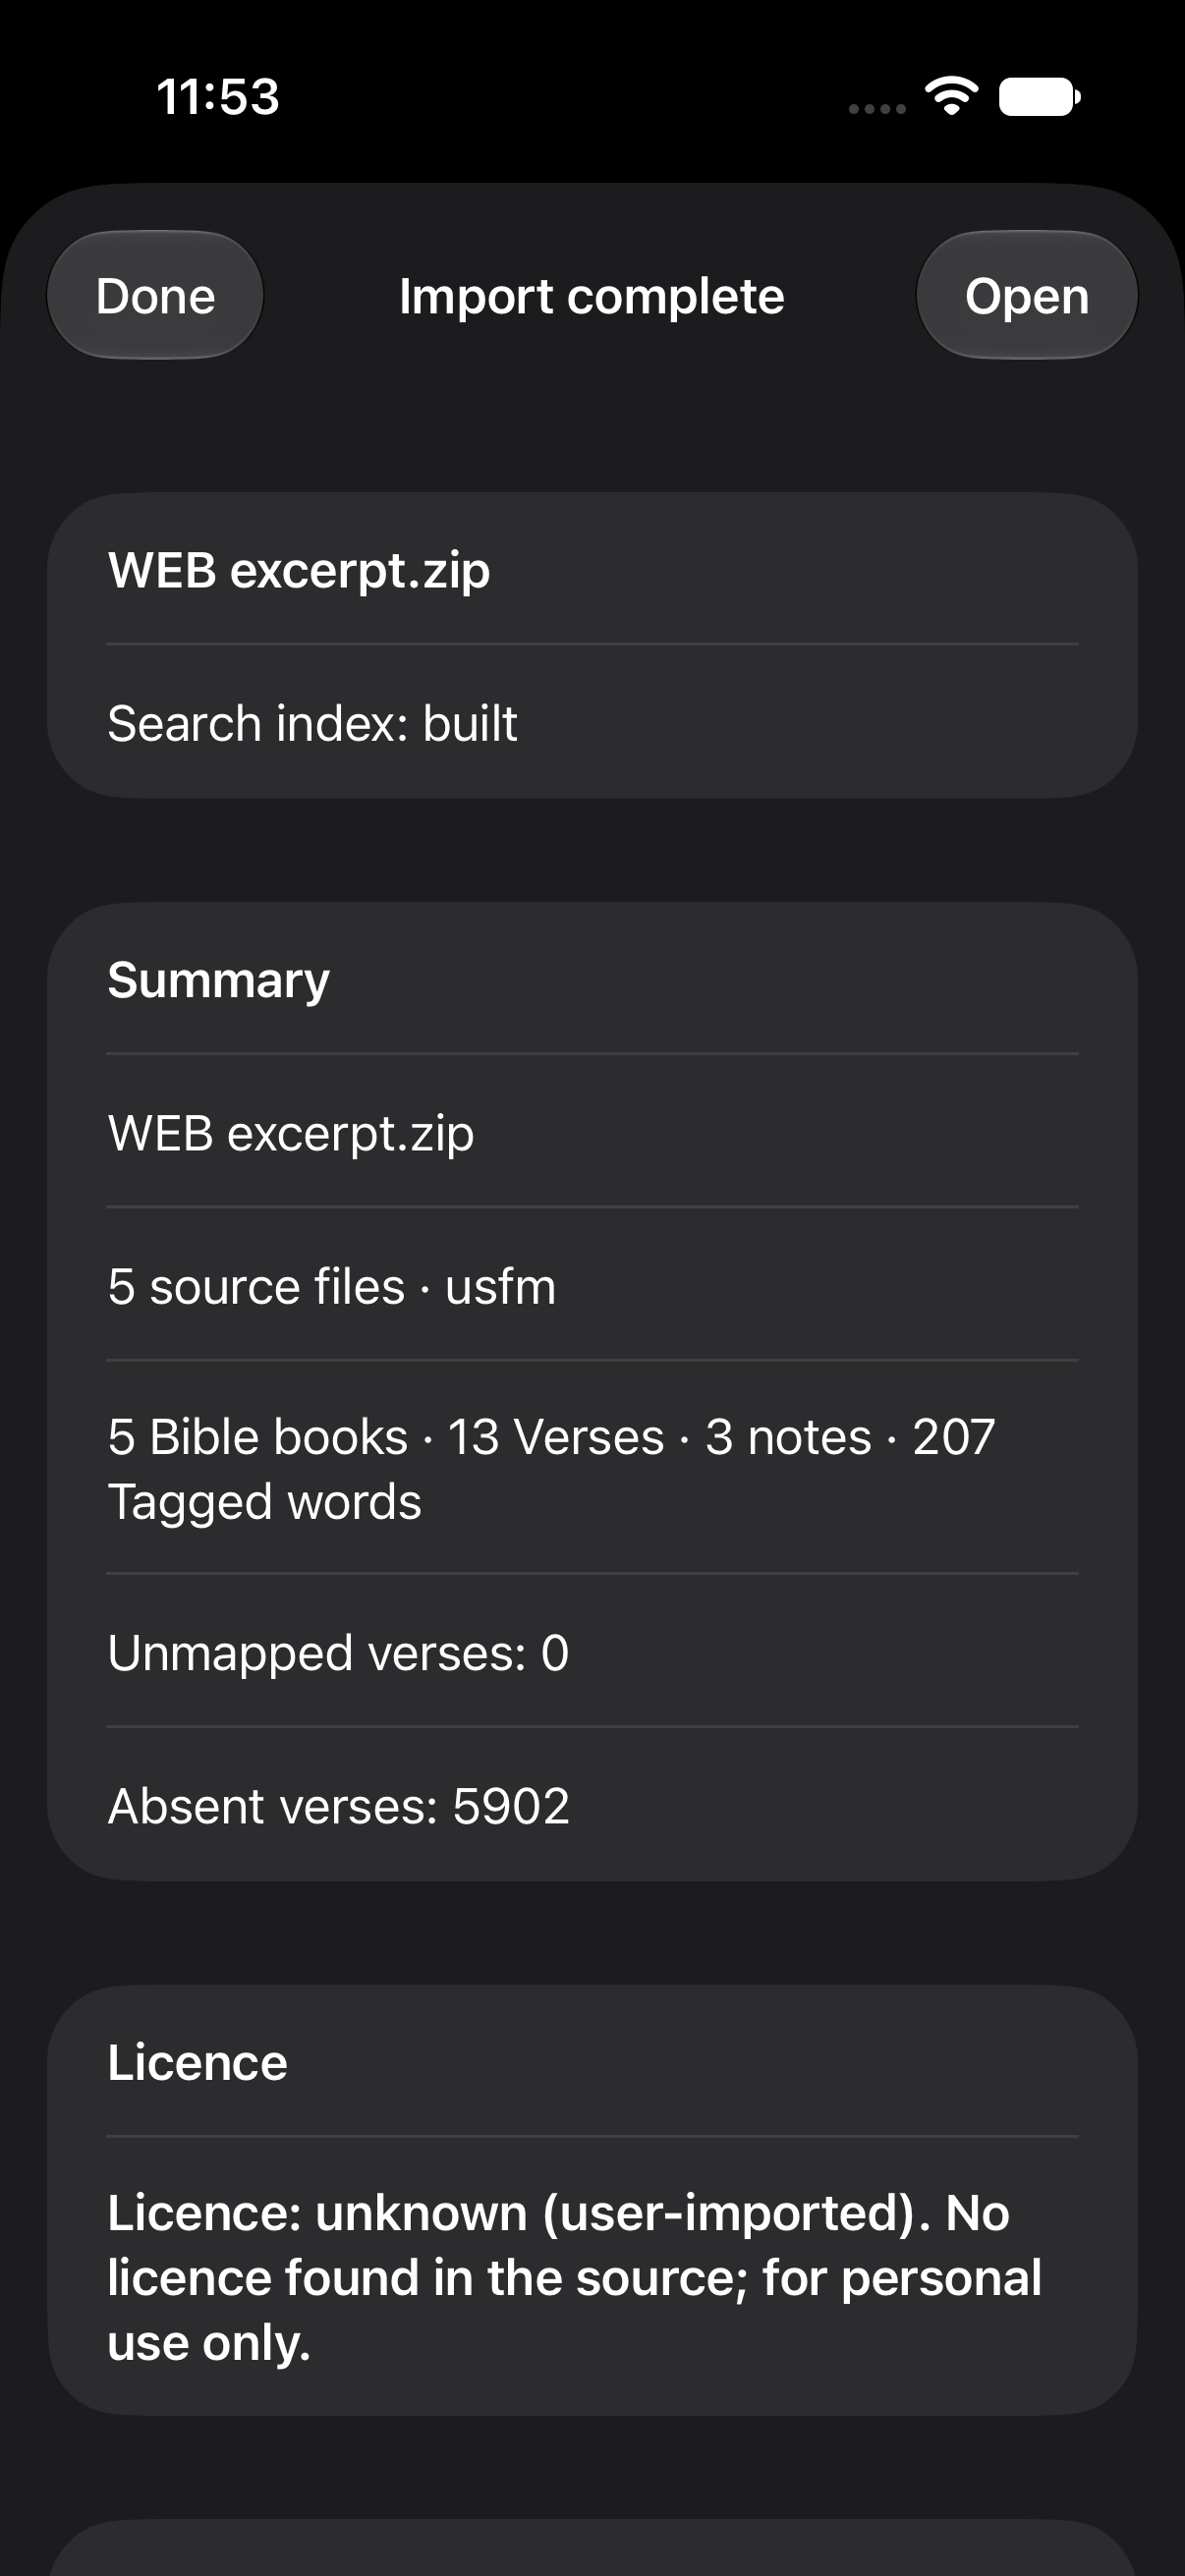 11:53
Done
Import complete
Open
WEB excerpt.zip
Search index: built
Summary
WEB excerpt.zip
5 source files · usfm
5 Bible books · 13 Verses · 3 notes · 207
Tagged words
Unmapped verses: 0
Absent verses: 5902
Licence
Licence: unknown (user-imported). No
licence found in the source; for personal
use only.